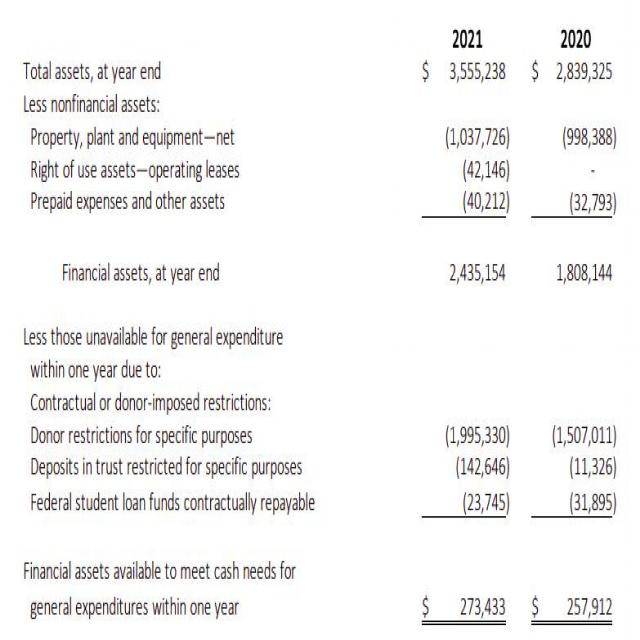 2021 2020
Total assets, at year end $ 3,555,238 $ 2,839,325
Less nonfinancial assets:
Property, plant and equipment—net (1,037,726) (998,388)
Right of use assets—operating leases (42,146) -
Prepaid expenses and other assets (40,212) (32,793)
Financial assets, at year end 2,435,154 1,808,144
Less those unavailable for general expenditure
within one year due to:
Contractual or donor-imposed restrictions:
Donor restrictions for specific purposes (1,995,330) (1,507,011)
Deposits in trust restricted for specific purposes (142,646) (11,326)
Federal student loan funds contractually repayable (23,745) (31,895)
Financial assets available to meet cash needs for
general expenditures within one year $ 273,433 $ 257,912